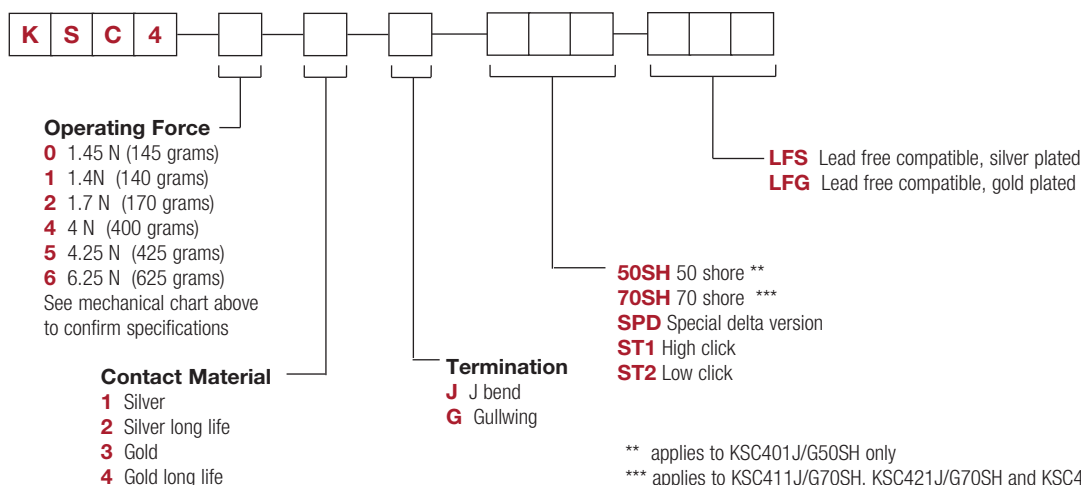 K S C 4
Operating Force
0 1.45 N (145 grams)
1 1.4N (140 grams)
2 1.7 N (170 grams)
4 4 N (400 grams)
5 4.25 N (425 grams)
6 6.25 N (625 grams)
See mechanical chart above
to confirm specifications
Contact Material
1 Silver
2 Silver long life
3 Gold
4 Gold long life
Termination
J J bend
G Gullwing
50SH 50 shore **
70SH 70 shore ***
SPD Special delta version
ST1 High click
ST2 Low click
LFS Lead free compatible, silver plated
LFG Lead free compatible, gold plated
** applies to KSC401J/G50SH only
*** applies to KSC411J/G70SH, KSC421J/G70SH and KSC4